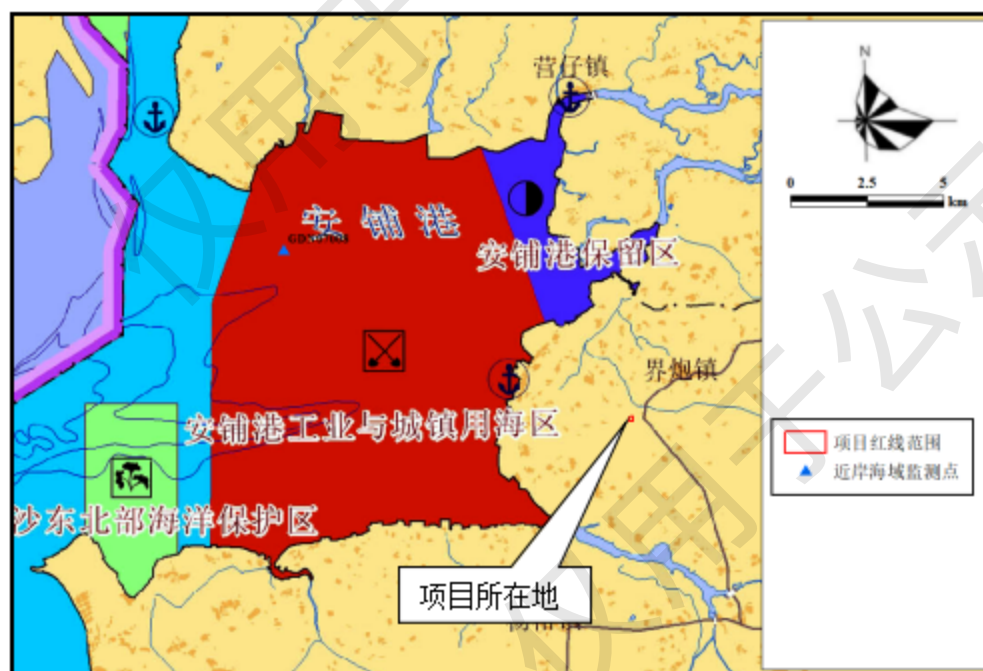 营仔镇
N
0 2.5 5
km
安铺港
安铺港保留区
界炮镇
安铺港工业与城镇用海区
项目红线范围
近岸海域监测点
沙东北部海洋保护区
项目所在地